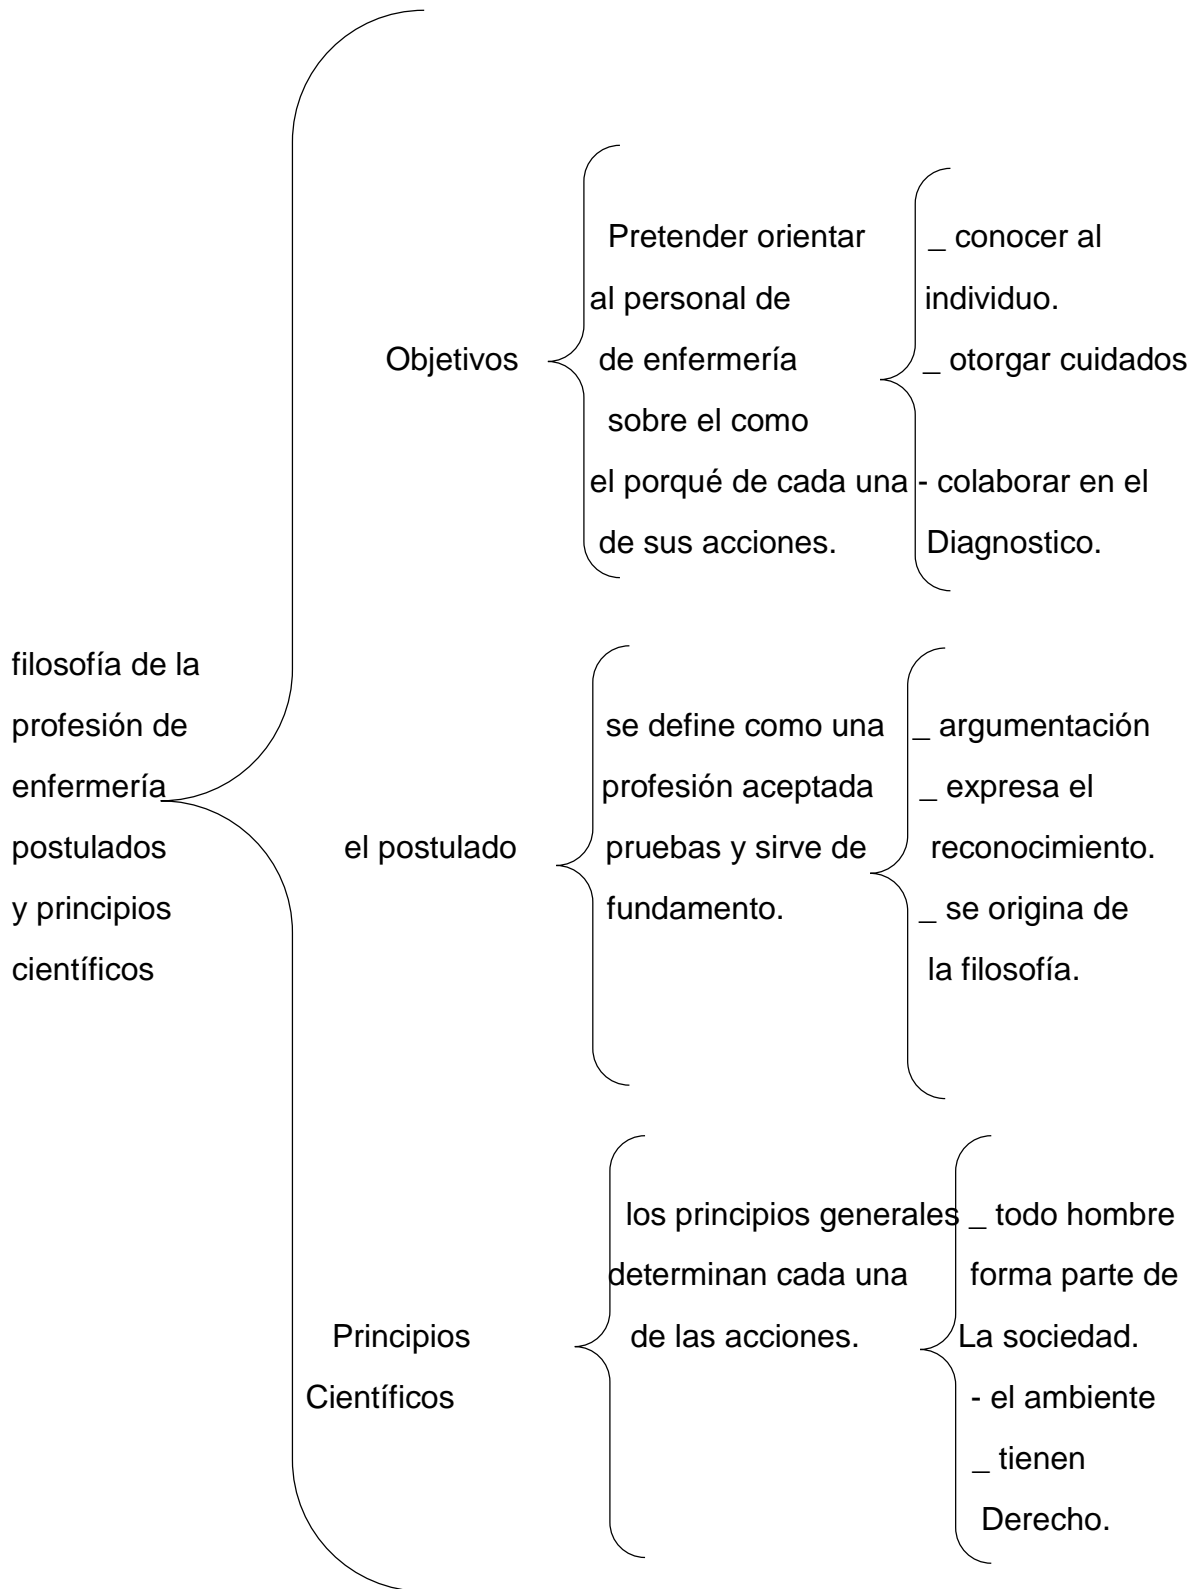 filosofía de la
profesión de
enfermería
postulados
y principios
científicos
Objetivos
Pretender orientar
al personal de
de enfermería
sobre el como
el porqué de cada una
de sus acciones.
_ conocer al
individuo.
_ otorgar cuidados
- colaborar en el
Diagnostico.
el postulado
se define como una
profesión aceptada
pruebas y sirve de
fundamento.
_ argumentación
_ expresa el
reconocimiento.
_ se origina de
la filosofía.
Principios
Científicos
los principios generales
determinan cada una
de las acciones.
_ todo hombre
forma parte de
La sociedad.
- el ambiente
_ tienen
Derecho.